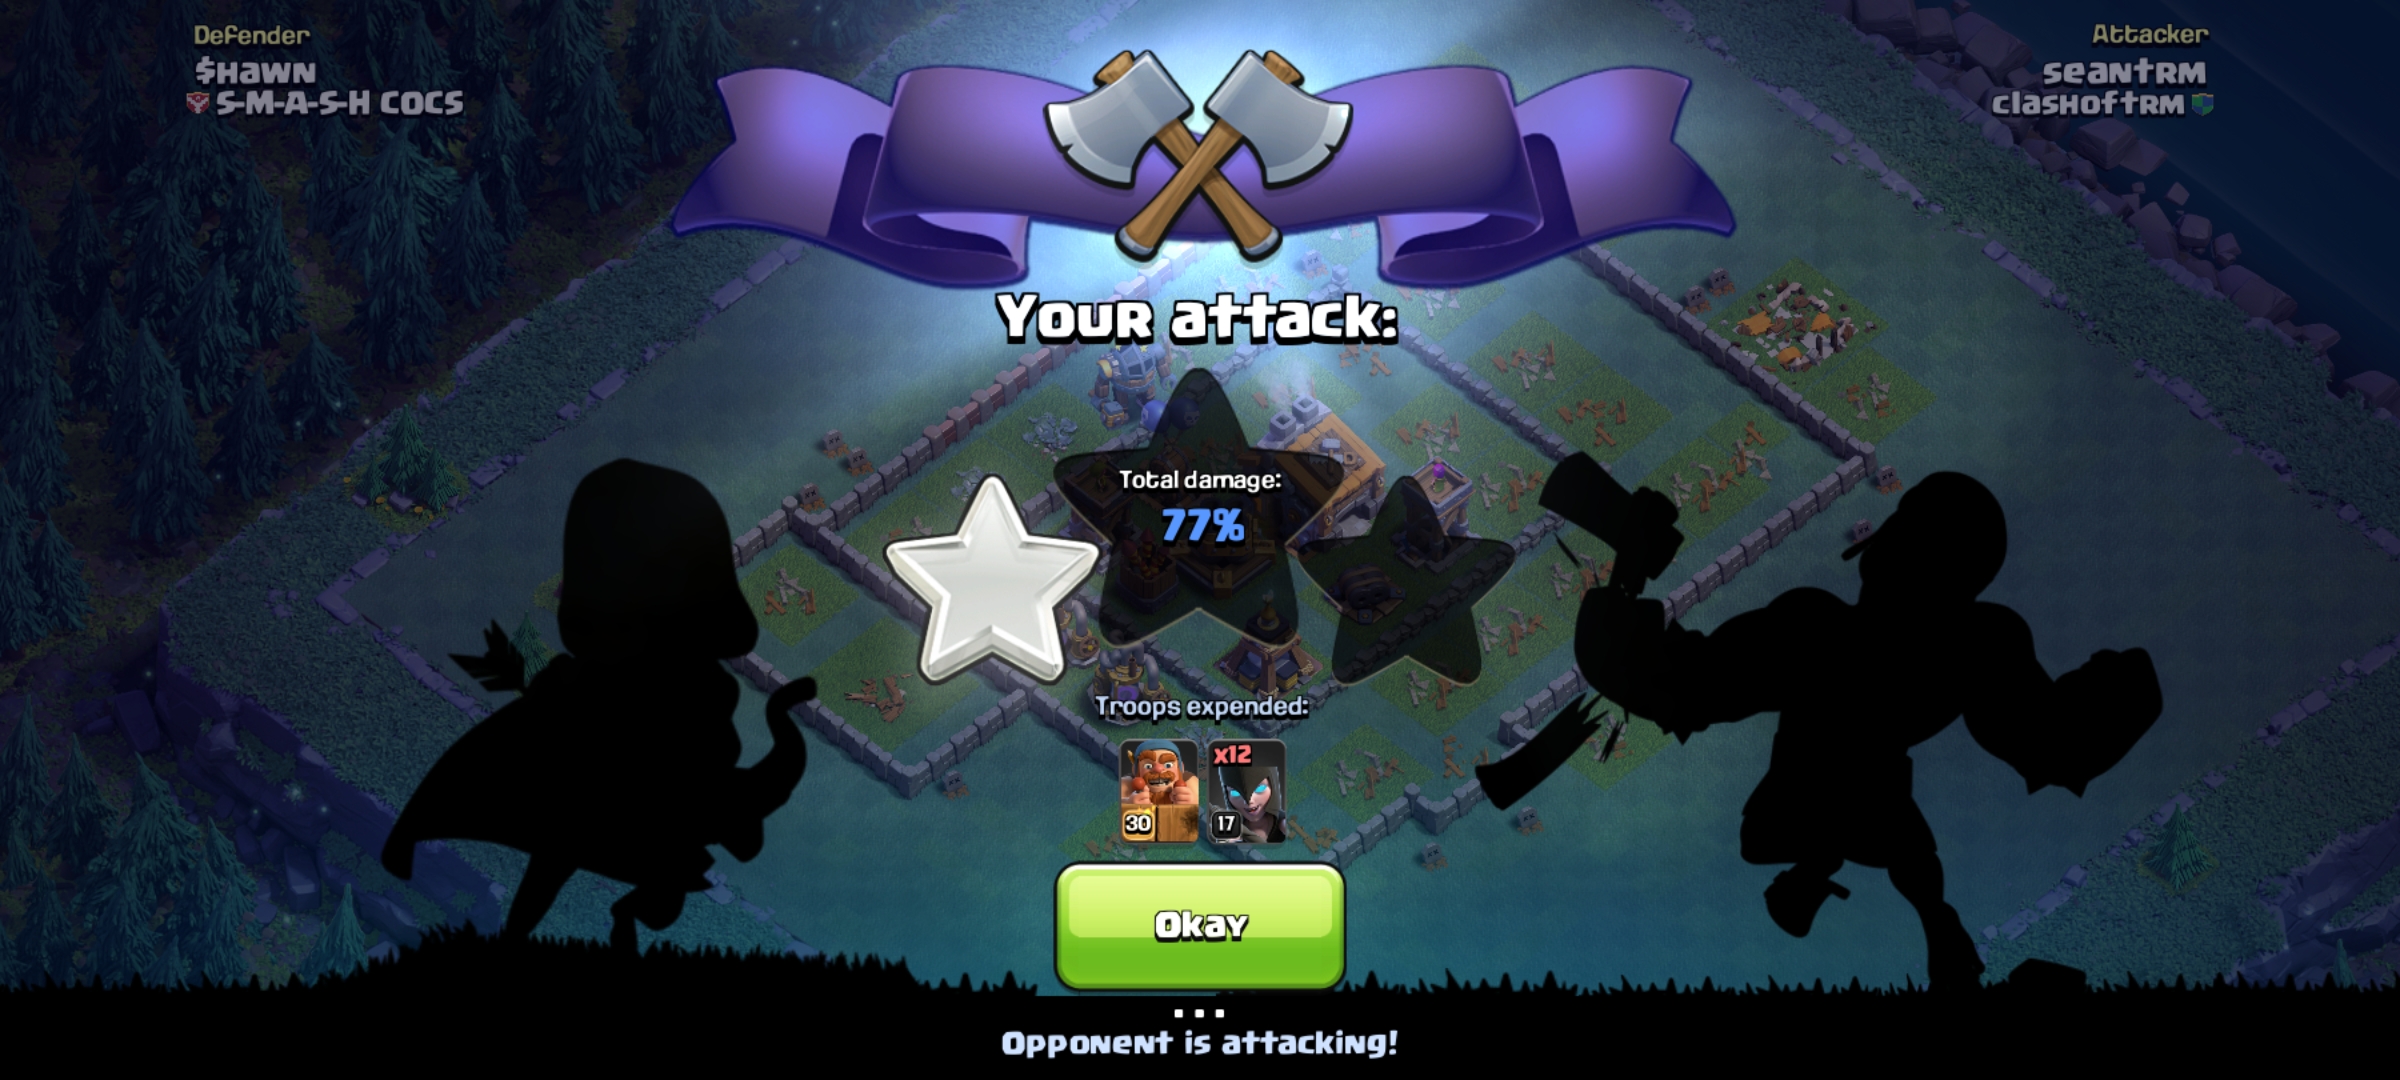 Defender
$hawn
S-M-A-S-H COCS
Attacker
seantRM
clashoftRM
Your attack:
Total damage:
77%
Troops expended:
30
x12
17
Okay
...
Opponent is attacking!